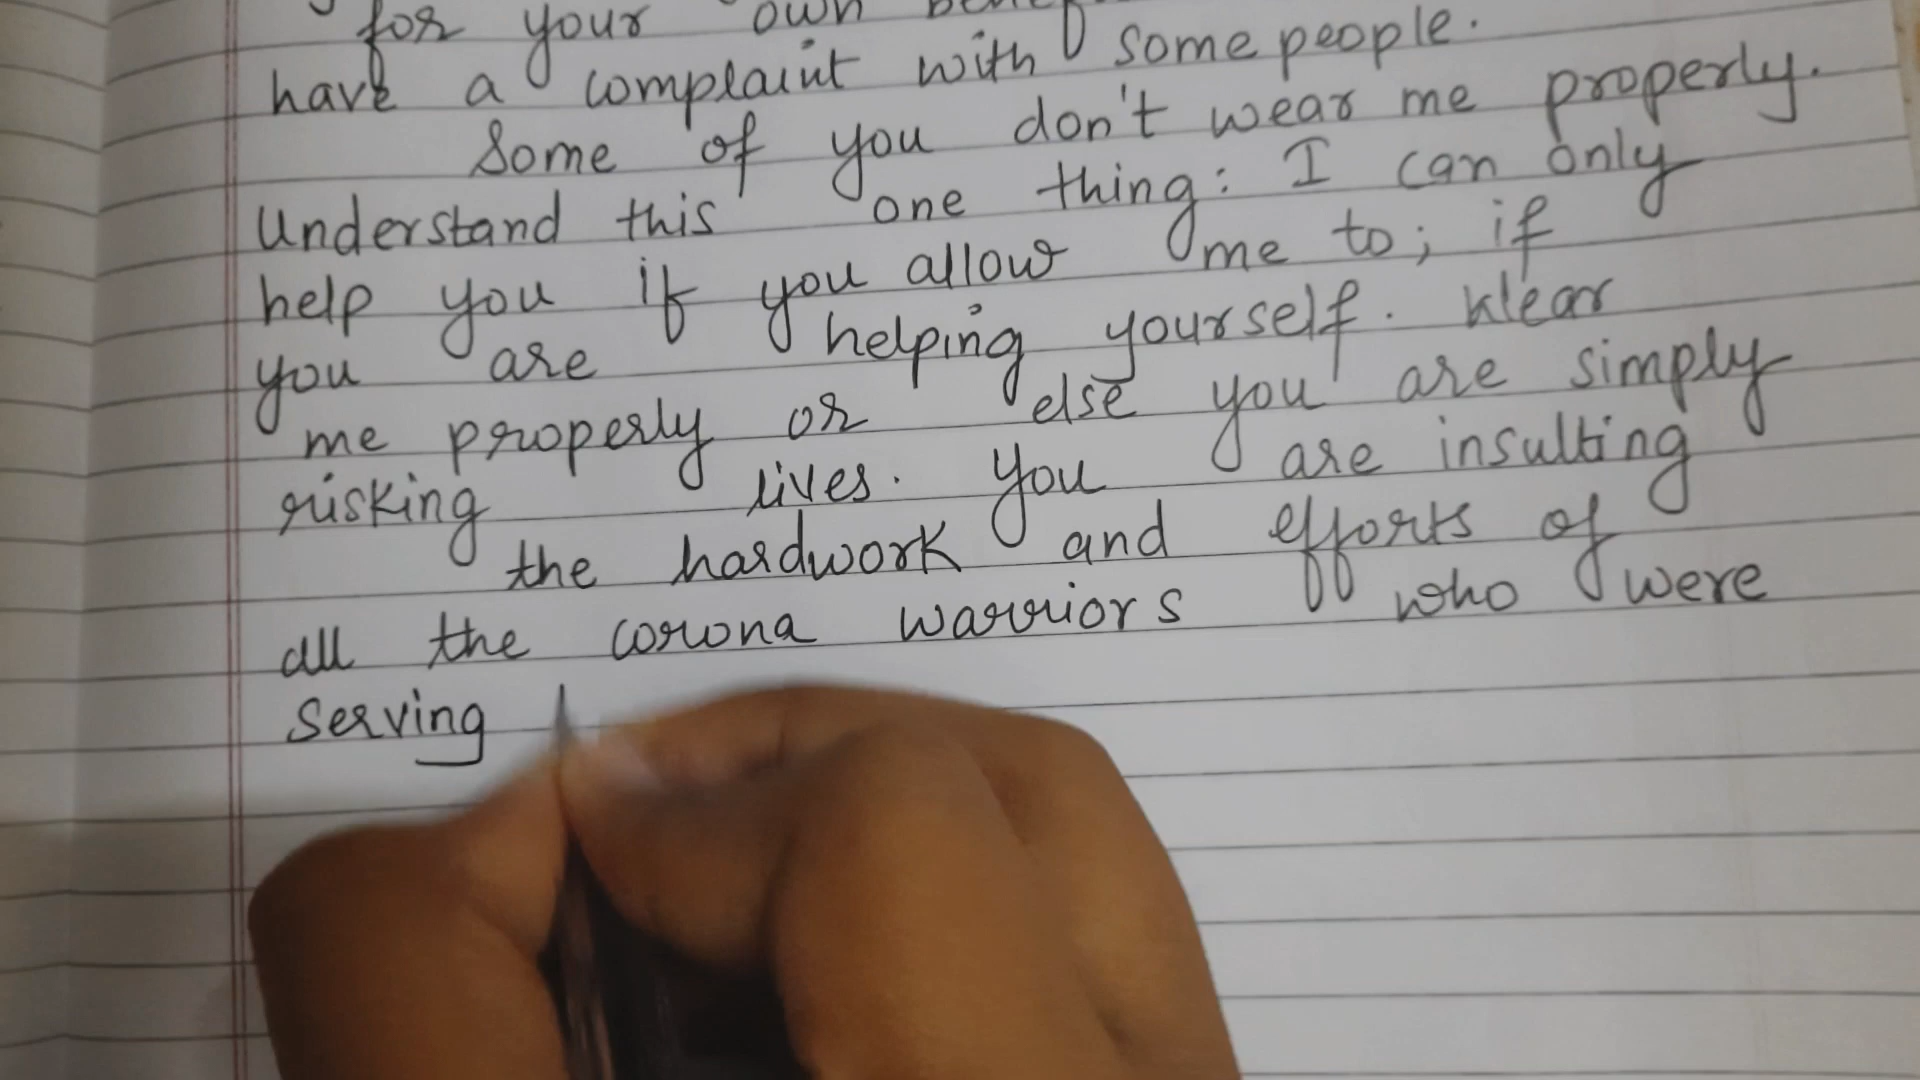 for your own
have a complaint with some people.
Some of you don't wear me properly.
Understand this one thing: I can only
help you if you allow me to; if
you are helping yourself. Wear
me properly or else you are simply
risking lives. You are insulting
the hardwork and efforts of
all the corona warriors who were
serving